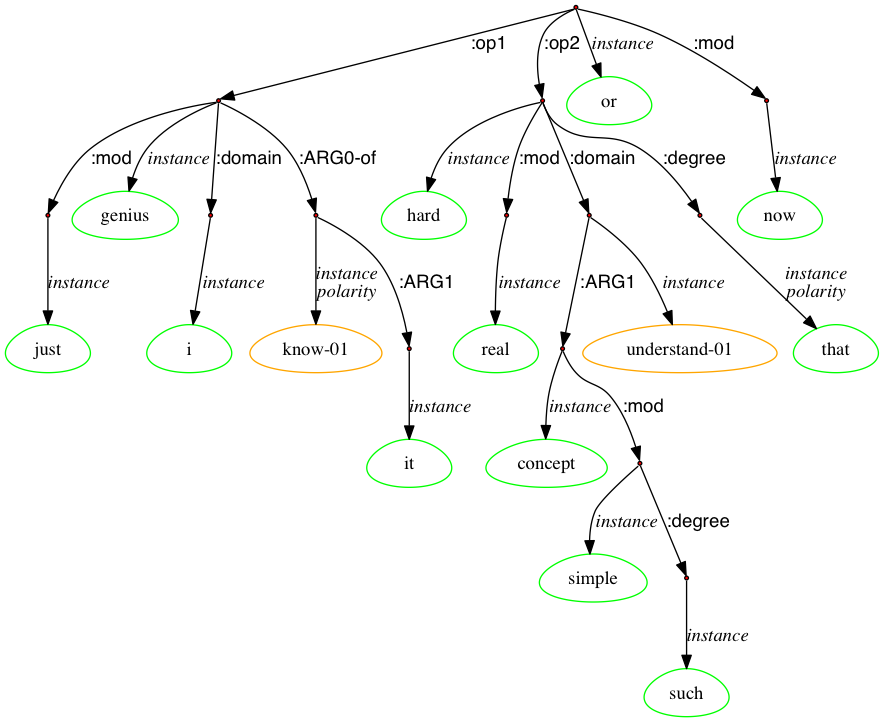 :op1 :op2 instance :mod
or
:mod instance :domain :ARG0-of instance :mod :domain :degree instance
genius hard now
instance instance instance polarity :ARG1 instance :ARG1 instance instance polarity
just i know-01 real understand-01 that
instance instance :mod
it concept
instance :degree
simple
instance
such